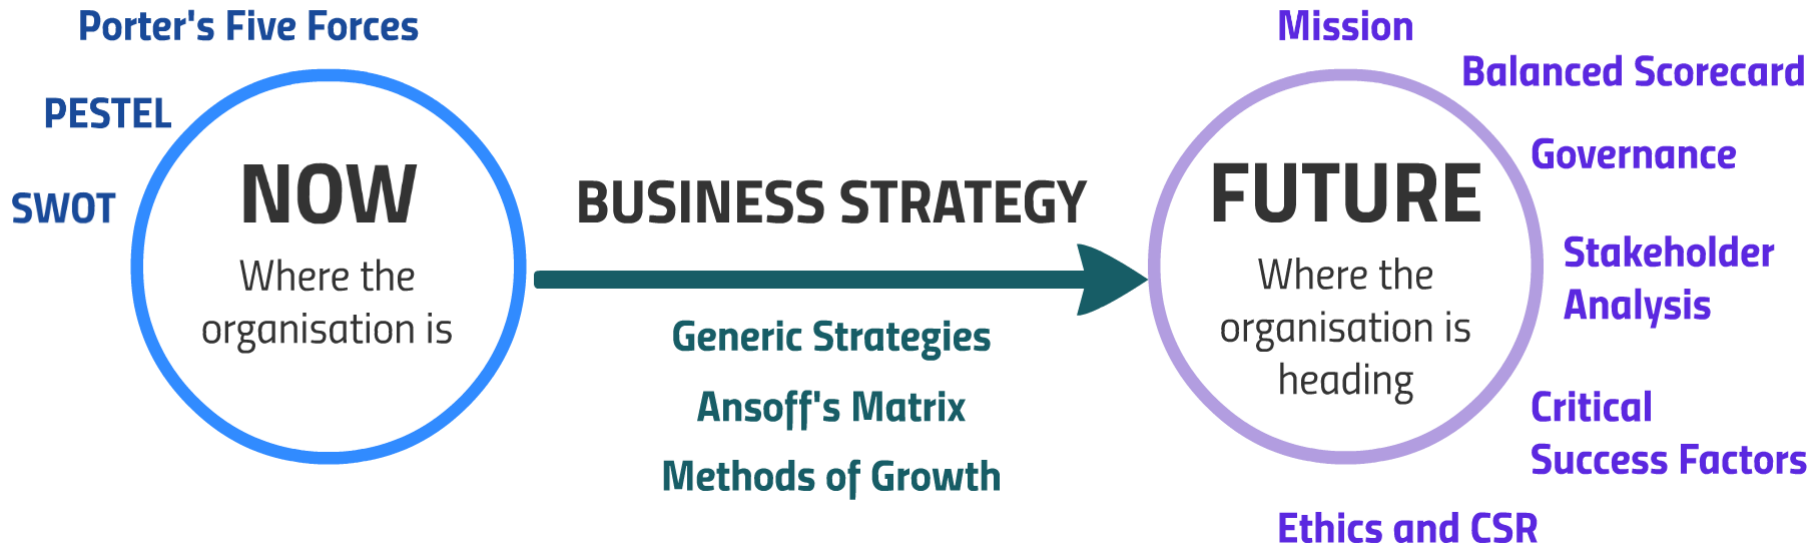 Porter's Five Forces
PESTEL
SWOT
NOW
Where the
organisation is
BUSINESS STRATEGY
Generic Strategies
Ansoff's Matrix
Methods of Growth
Mission
Balanced Scorecard
Governance
FUTURE
Where the
organisation is
heading
Stakeholder
Analysis
Critical
Success Factors
Ethics and CSR